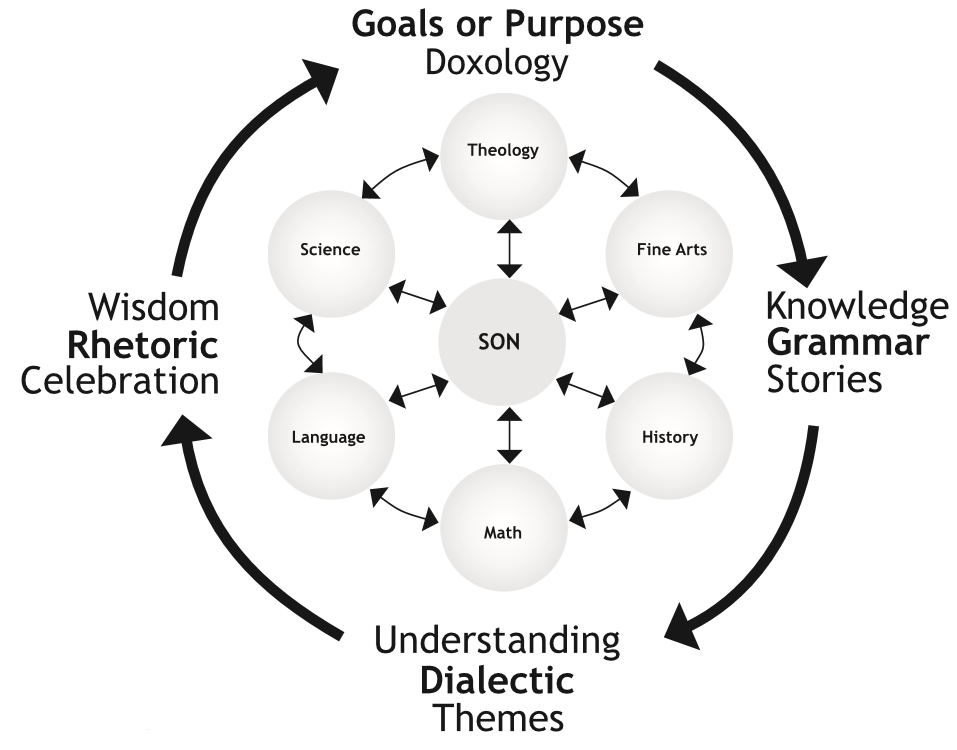 Goals or Purpose
Doxology
Theology
Science
Fine Arts
Wisdom
Rhetoric
Celebration
SON
Knowledge
Grammar
Stories
Language
History
Math
Understanding
Dialectic
Themes